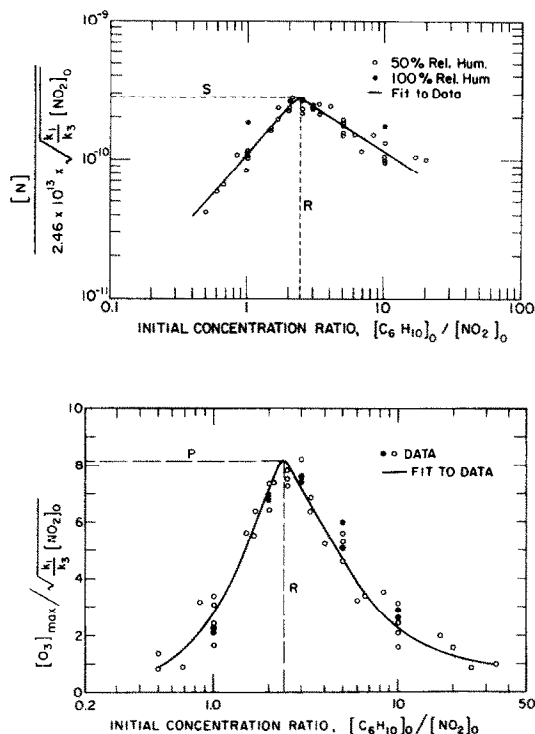 10⁻⁹
S
○ 50% Rel. Hum.
● 100% Rel. Hum
— Fit to Data
[N]
2.46 x 10¹³ x √ k₁/k₃ [NO₂]₀
10⁻¹⁰
R
10⁻¹¹
0.1 1 10 100
INITIAL CONCENTRATION RATIO, [C₆ H₁₀]₀ / [NO₂]₀
10
P
● ○ DATA
— FIT TO DATA
8
6
[O₃]max / √ k₁/k₃ [NO₂]₀
R
4
2
0
0.2 1.0 10 50
INITIAL CONCENTRATION RATIO, [C₆H₁₀]₀ / [NO₂]₀